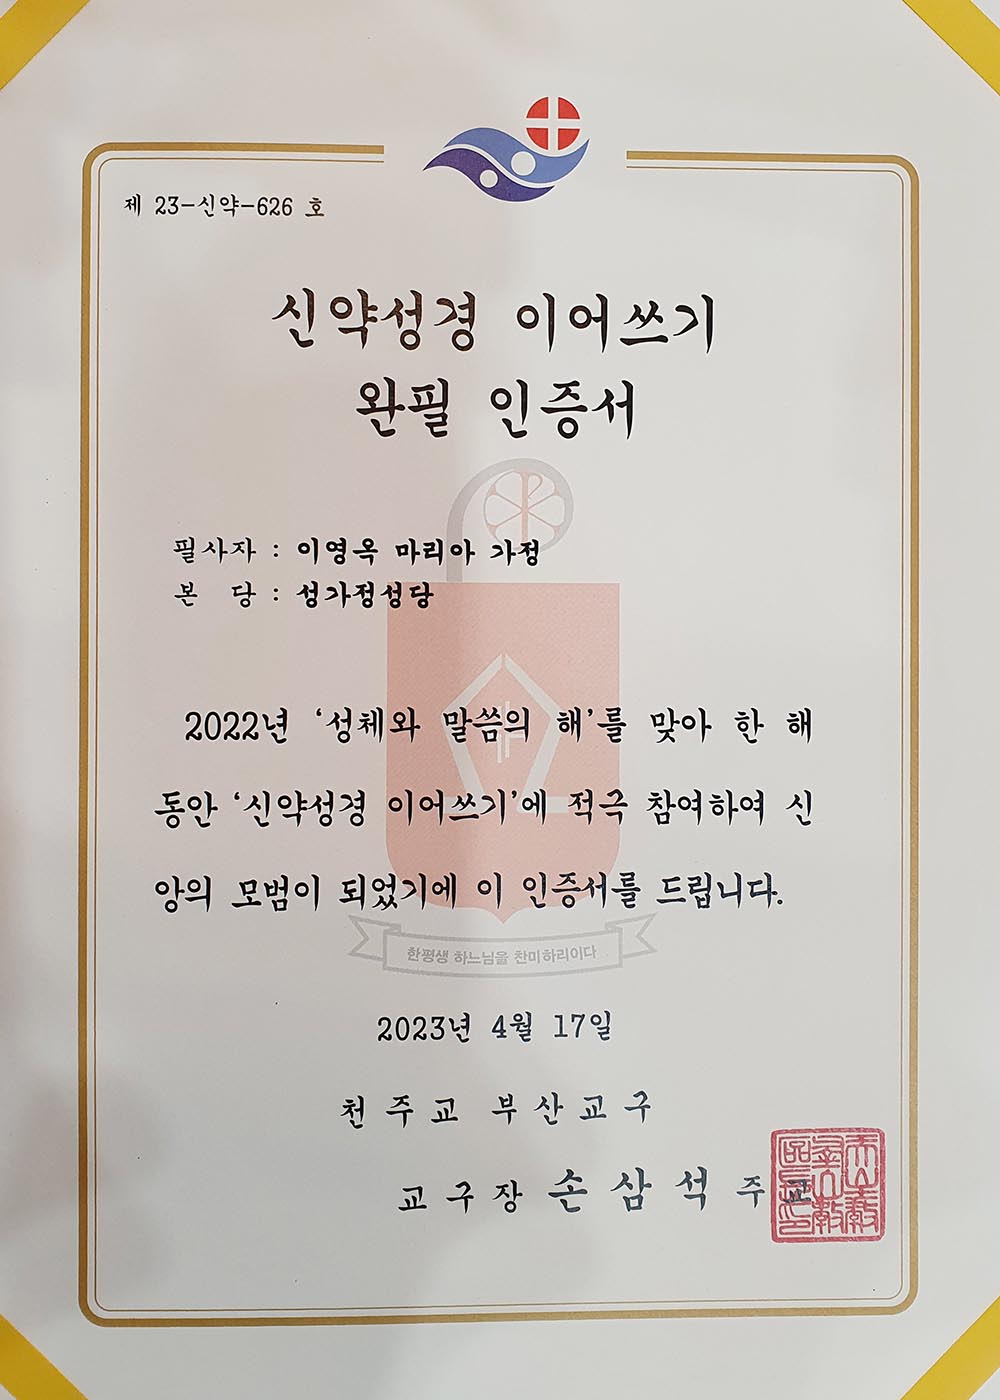 제 23-신약-626 호
신약성경 이어쓰기
완필 인증서
필사자 : 이영옥 마리아 가정
본 당 : 성가정성당
2022년 ‘성체와 말씀의 해’를 맞아 한 해
동안 ‘신약성경 이어쓰기’에 적극 참여하여 신
앙의 모범이 되었기에 이 인증서를 드립니다.
한평생 하느님을 찬미하리이다
2023년 4월 17일
천주교 부산교구
교구장 손삼석 주교